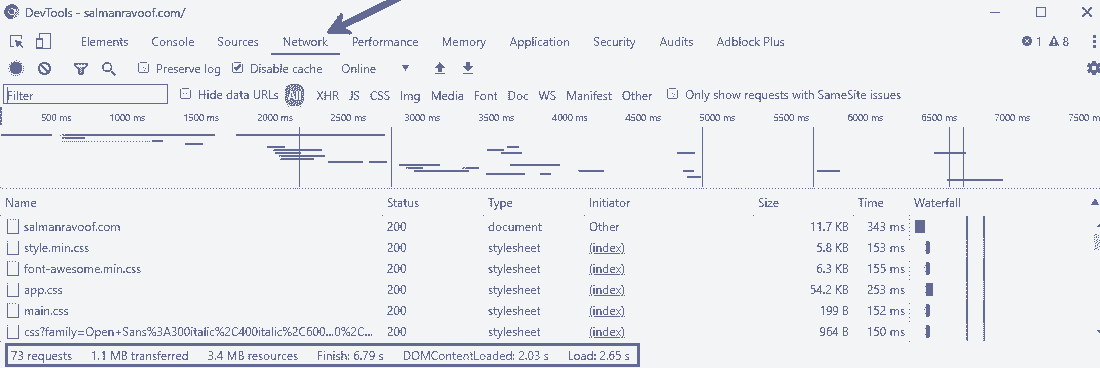 DevTools - salmanravoof.com/
Elements Console Sources Network Performance Memory Application Security Audits Adblock Plus 1 8
Preserve log Disable cache Online
Filter Hide data URLs All XHR JS CSS Img Media Font Doc WS Manifest Other Only show requests with SameSite issues
500 ms 1000 ms 1500 ms 2000 ms 2500 ms 3000 ms 3500 ms 4000 ms 4500 ms 5000 ms 5500 ms 6000 ms 6500 ms 7000 ms 7500 m
Name Status Type Initiator Size Time Waterfall
salmanravoof.com 200 document Other 11.7 KB 343 ms
style.min.css 200 stylesheet (index) 5.8 KB 153 ms
font-awesome.min.css 200 stylesheet (index) 6.3 KB 155 ms
app.css 200 stylesheet (index) 54.2 KB 253 ms
main.css 200 stylesheet (index) 199 B 152 ms
css?family=Open+Sans%3A300italic%2C400italic%2C600...0%2C... 200 stylesheet (index) 964 B 150 ms
73 requests 1.1 MB transferred 3.4 MB resources Finish: 6.79 s DOMContentLoaded: 2.03 s Load: 2.65 s